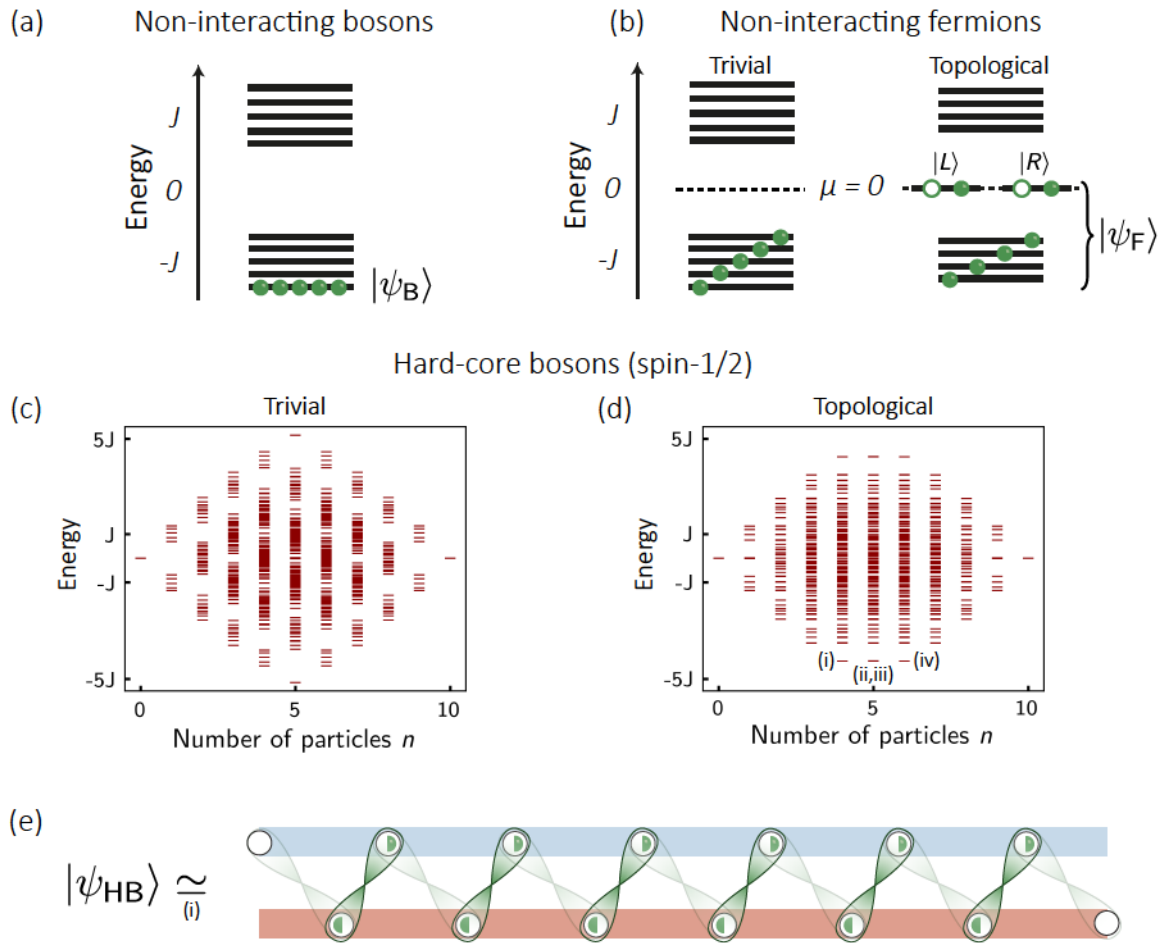 (a) Non-interacting bosons
Energy
J
0
-J
|ψB⟩
(b) Non-interacting fermions
Trivial
Topological
Energy
J
0
-J
μ = 0
|L⟩
|R⟩
|ψF⟩
Hard-core bosons (spin-1/2)
(c) Trivial
Energy
5J
J
-J
-5J
0
5
10
Number of particles n
(d) Topological
Energy
5J
J
-J
-5J
(i)
(ii,iii)
(iv)
0
5
10
Number of particles n
(e)
|ψHB⟩ ≃
(i)